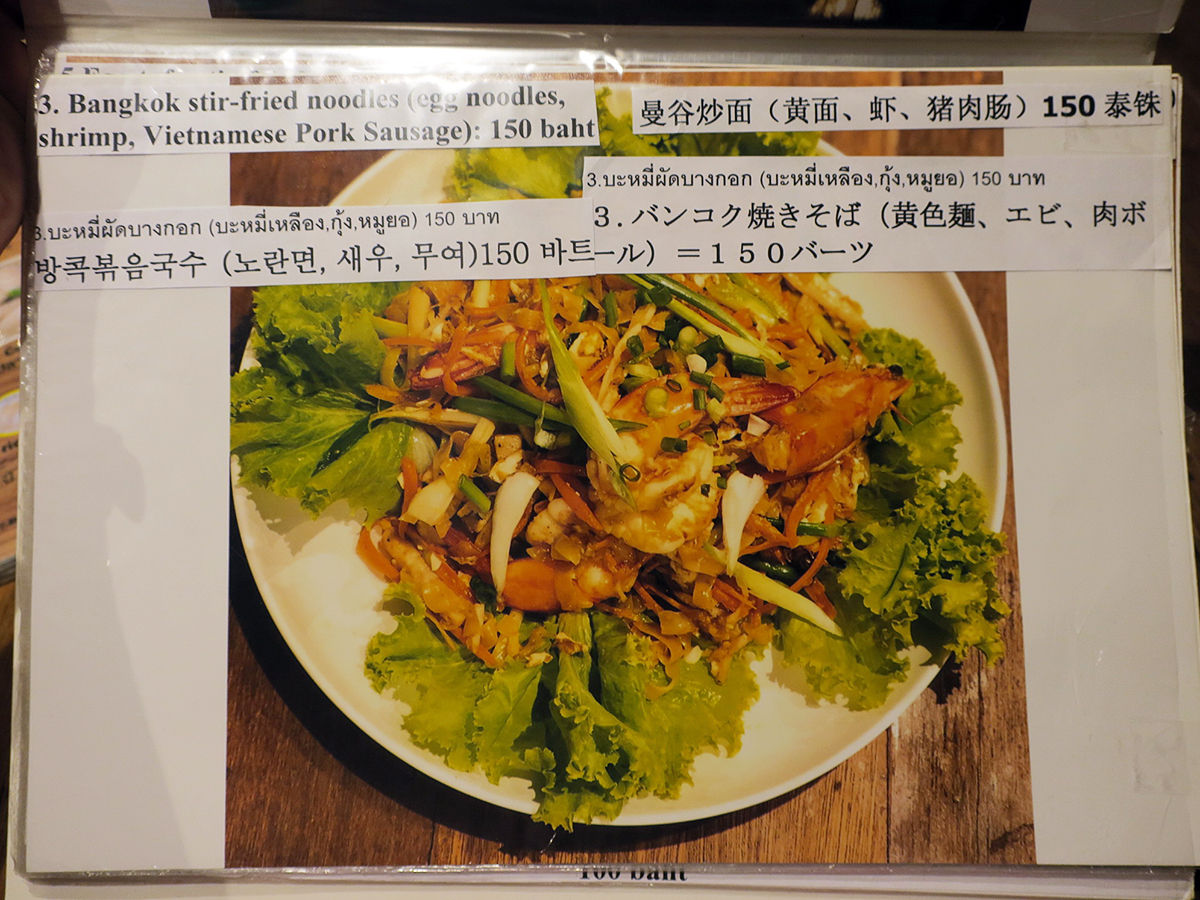 3. Bangkok stir-fried noodles (egg noodles,
shrimp, Vietnamese Pork Sausage): 150 baht
曼谷炒面（黄面、虾、猪肉肠）150 泰铢
3.บะหมี่ผัดบางกอก (บะหมี่เหลือง,กุ้ง,หมูยอ) 150 บาท
방콕볶음국수 (노란면, 새우, 무여)150 바트
3.บะหมี่ผัดบางกอก (บะหมี่เหลือง,กุ้ง,หมูยอ) 150 บาท
3．バンコク焼きそば（黄色麵、エビ、肉ボ
ール）＝１５０バーツ
100 baht